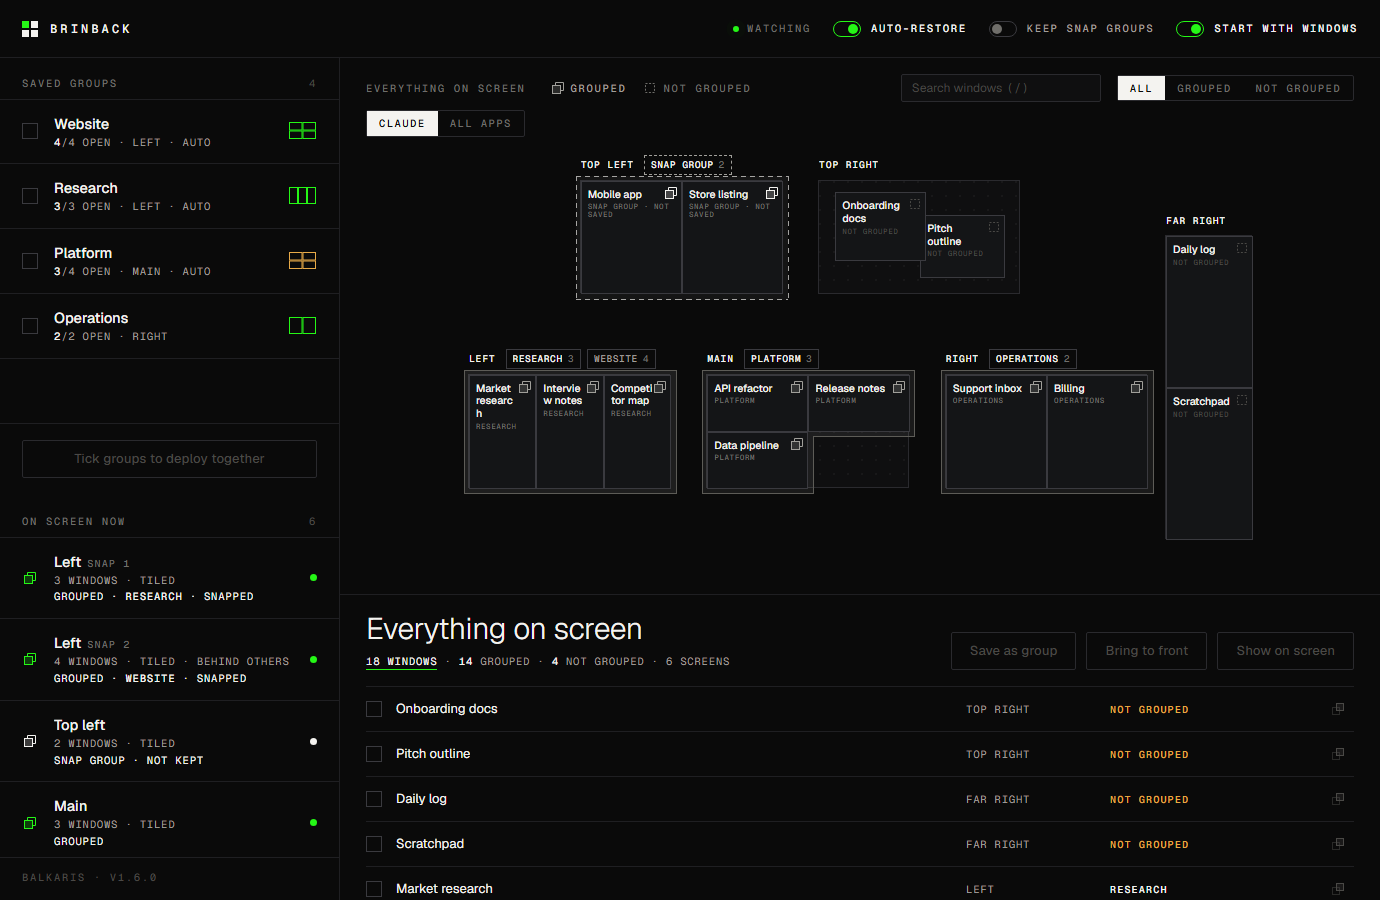 BRINBACK
WATCHING
AUTO-RESTORE
KEEP SNAP GROUPS
START WITH WINDOWS
SAVED GROUPS 4
Website
4/4 OPEN · LEFT · AUTO
Research
3/3 OPEN · LEFT · AUTO
Platform
3/4 OPEN · MAIN · AUTO
Operations
2/2 OPEN · RIGHT
Tick groups to deploy together
ON SCREEN NOW 6
Left SNAP 1
3 WINDOWS · TILED
GROUPED · RESEARCH · SNAPPED
Left SNAP 2
4 WINDOWS · TILED · BEHIND OTHERS
GROUPED · WEBSITE · SNAPPED
Top left
2 WINDOWS · TILED
SNAP GROUP · NOT KEPT
Main
3 WINDOWS · TILED
GROUPED
BALKARIS · V1.6.0
EVERYTHING ON SCREEN
GROUPED
NOT GROUPED
Search windows (/)
ALL GROUPED NOT GROUPED
CLAUDE ALL APPS
TOP LEFT SNAP GROUP 2
Mobile app
SNAP GROUP · NOT
SAVED
Store listing
SNAP GROUP · NOT
SAVED
TOP RIGHT
Onboarding
docs
NOT GROUPED
Pitch
outline
NOT GROUPED
FAR RIGHT
Daily log
NOT GROUPED
Scratchpad
NOT GROUPED
LEFT RESEARCH 3 WEBSITE 4
Market
researc
h
RESEARCH
Intervie
w notes
RESEARCH
Competi
tor map
RESEARCH
MAIN PLATFORM 3
API refactor
PLATFORM
Release notes
PLATFORM
Data pipeline
PLATFORM
RIGHT OPERATIONS 2
Support inbox
OPERATIONS
Billing
OPERATIONS
Everything on screen
18 WINDOWS · 14 GROUPED · 4 NOT GROUPED · 6 SCREENS
Save as group
Bring to front
Show on screen
Onboarding docs TOP RIGHT NOT GROUPED
Pitch outline TOP RIGHT NOT GROUPED
Daily log FAR RIGHT NOT GROUPED
Scratchpad FAR RIGHT NOT GROUPED
Market research LEFT RESEARCH